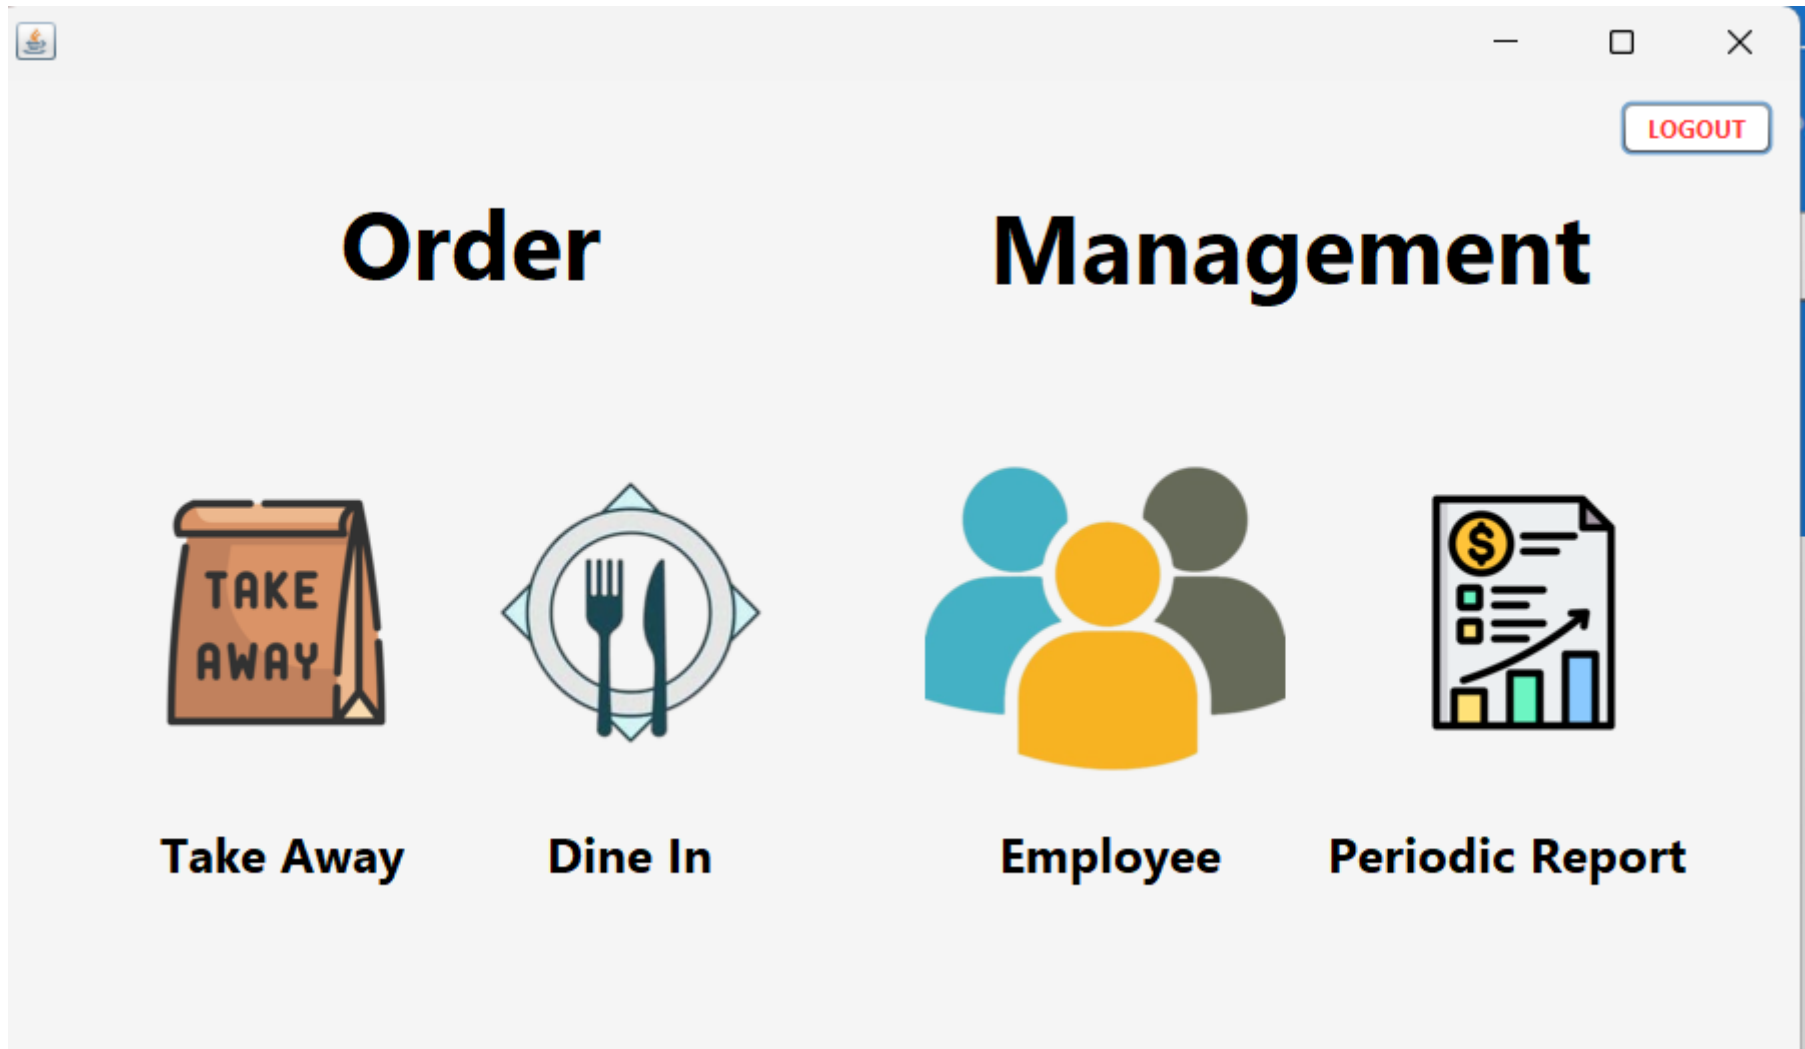 LOGOUT
Order
Management
TAKE
AWAY
$
Take Away
Dine In
Employee
Periodic Report